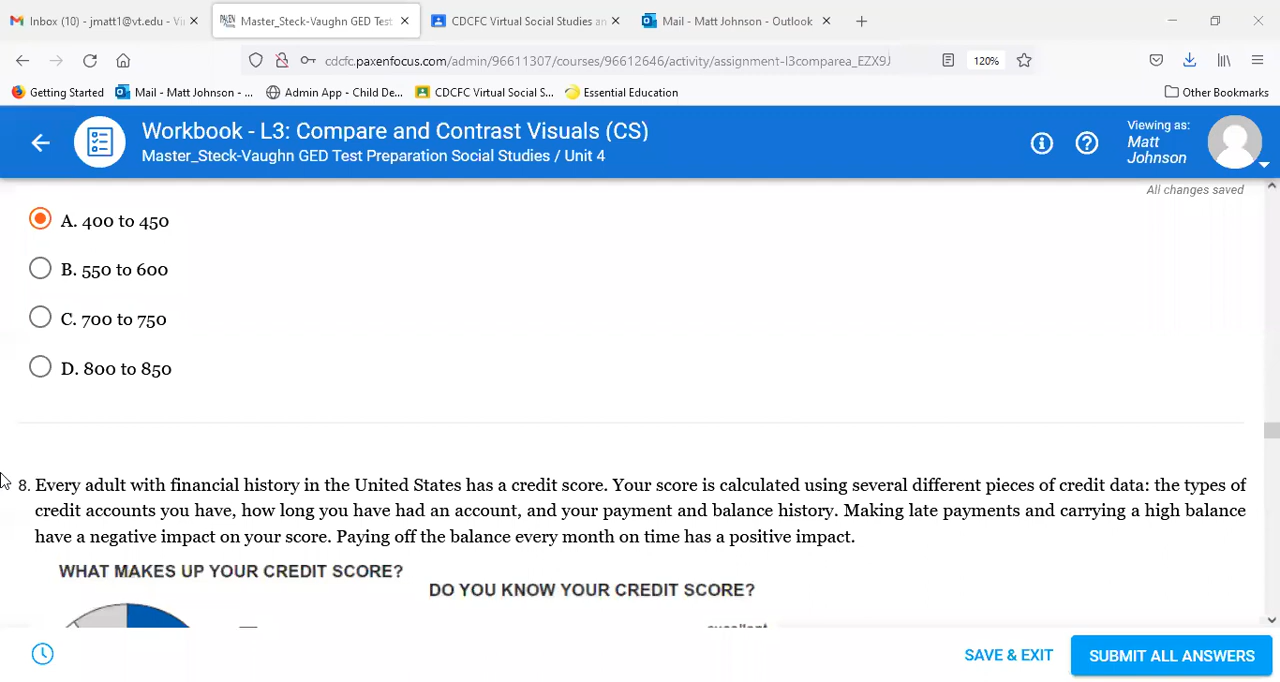 Inbox (10) - jmatt1@vt.edu - Vi
Master_Steck-Vaughn GED Test
CDCFC Virtual Social Studies an
Mail - Matt Johnson - Outlook
cdcfc.paxenfocus.com/admin/96611307/courses/96612646/activity/assignment-l3comparea_EZX9J
120%
Getting Started
Mail - Matt Johnson - ...
Admin App - Child De...
CDCFC Virtual Social S...
Essential Education
Other Bookmarks
Workbook - L3: Compare and Contrast Visuals (CS)
Master_Steck-Vaughn GED Test Preparation Social Studies / Unit 4
Viewing as:
Matt
Johnson
All changes saved
A. 400 to 450
B. 550 to 600
C. 700 to 750
D. 800 to 850
8. Every adult with financial history in the United States has a credit score. Your score is calculated using several different pieces of credit data: the types of
credit accounts you have, how long you have had an account, and your payment and balance history. Making late payments and carrying a high balance
have a negative impact on your score. Paying off the balance every month on time has a positive impact.
WHAT MAKES UP YOUR CREDIT SCORE?
DO YOU KNOW YOUR CREDIT SCORE?
excellent
SAVE & EXIT
SUBMIT ALL ANSWERS